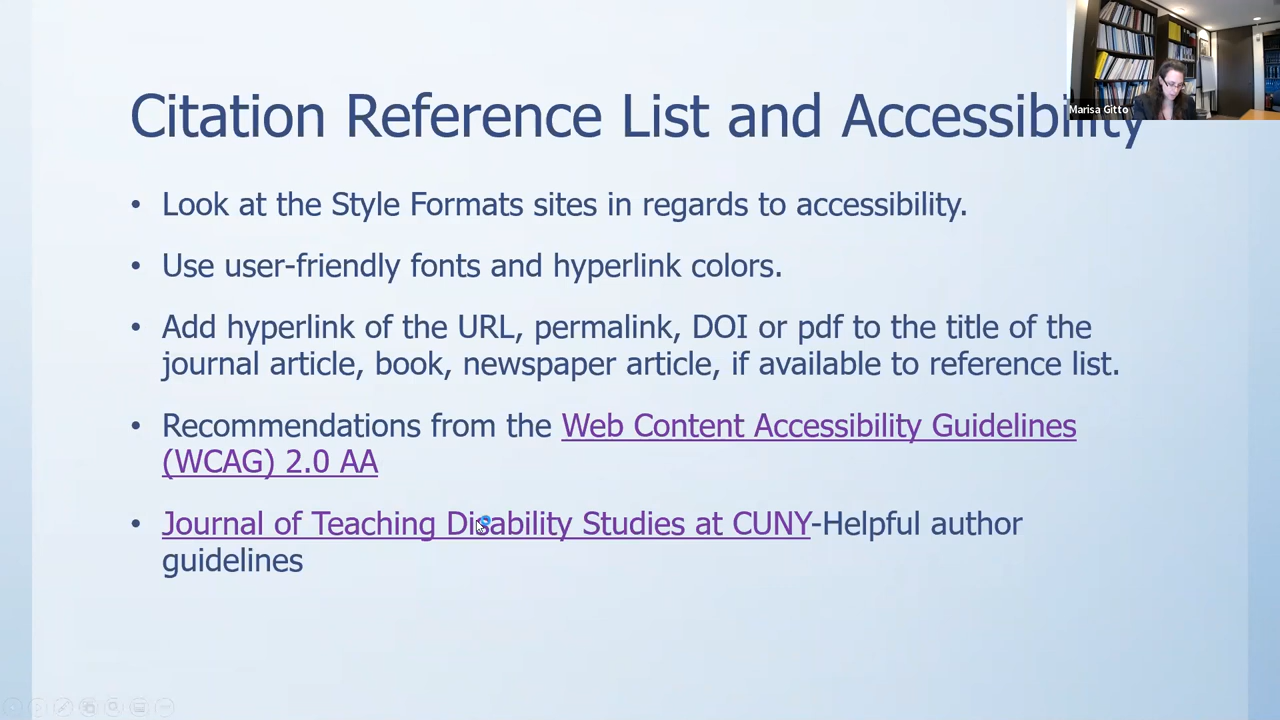 Citation Reference List and Accessibility
Marisa Gitto
• Look at the Style Formats sites in regards to accessibility.
• Use user-friendly fonts and hyperlink colors.
• Add hyperlink of the URL, permalink, DOI or pdf to the title of the
journal article, book, newspaper article, if available to reference list.
• Recommendations from the Web Content Accessibility Guidelines
(WCAG) 2.0 AA
• Journal of Teaching Disability Studies at CUNY-Helpful author
guidelines